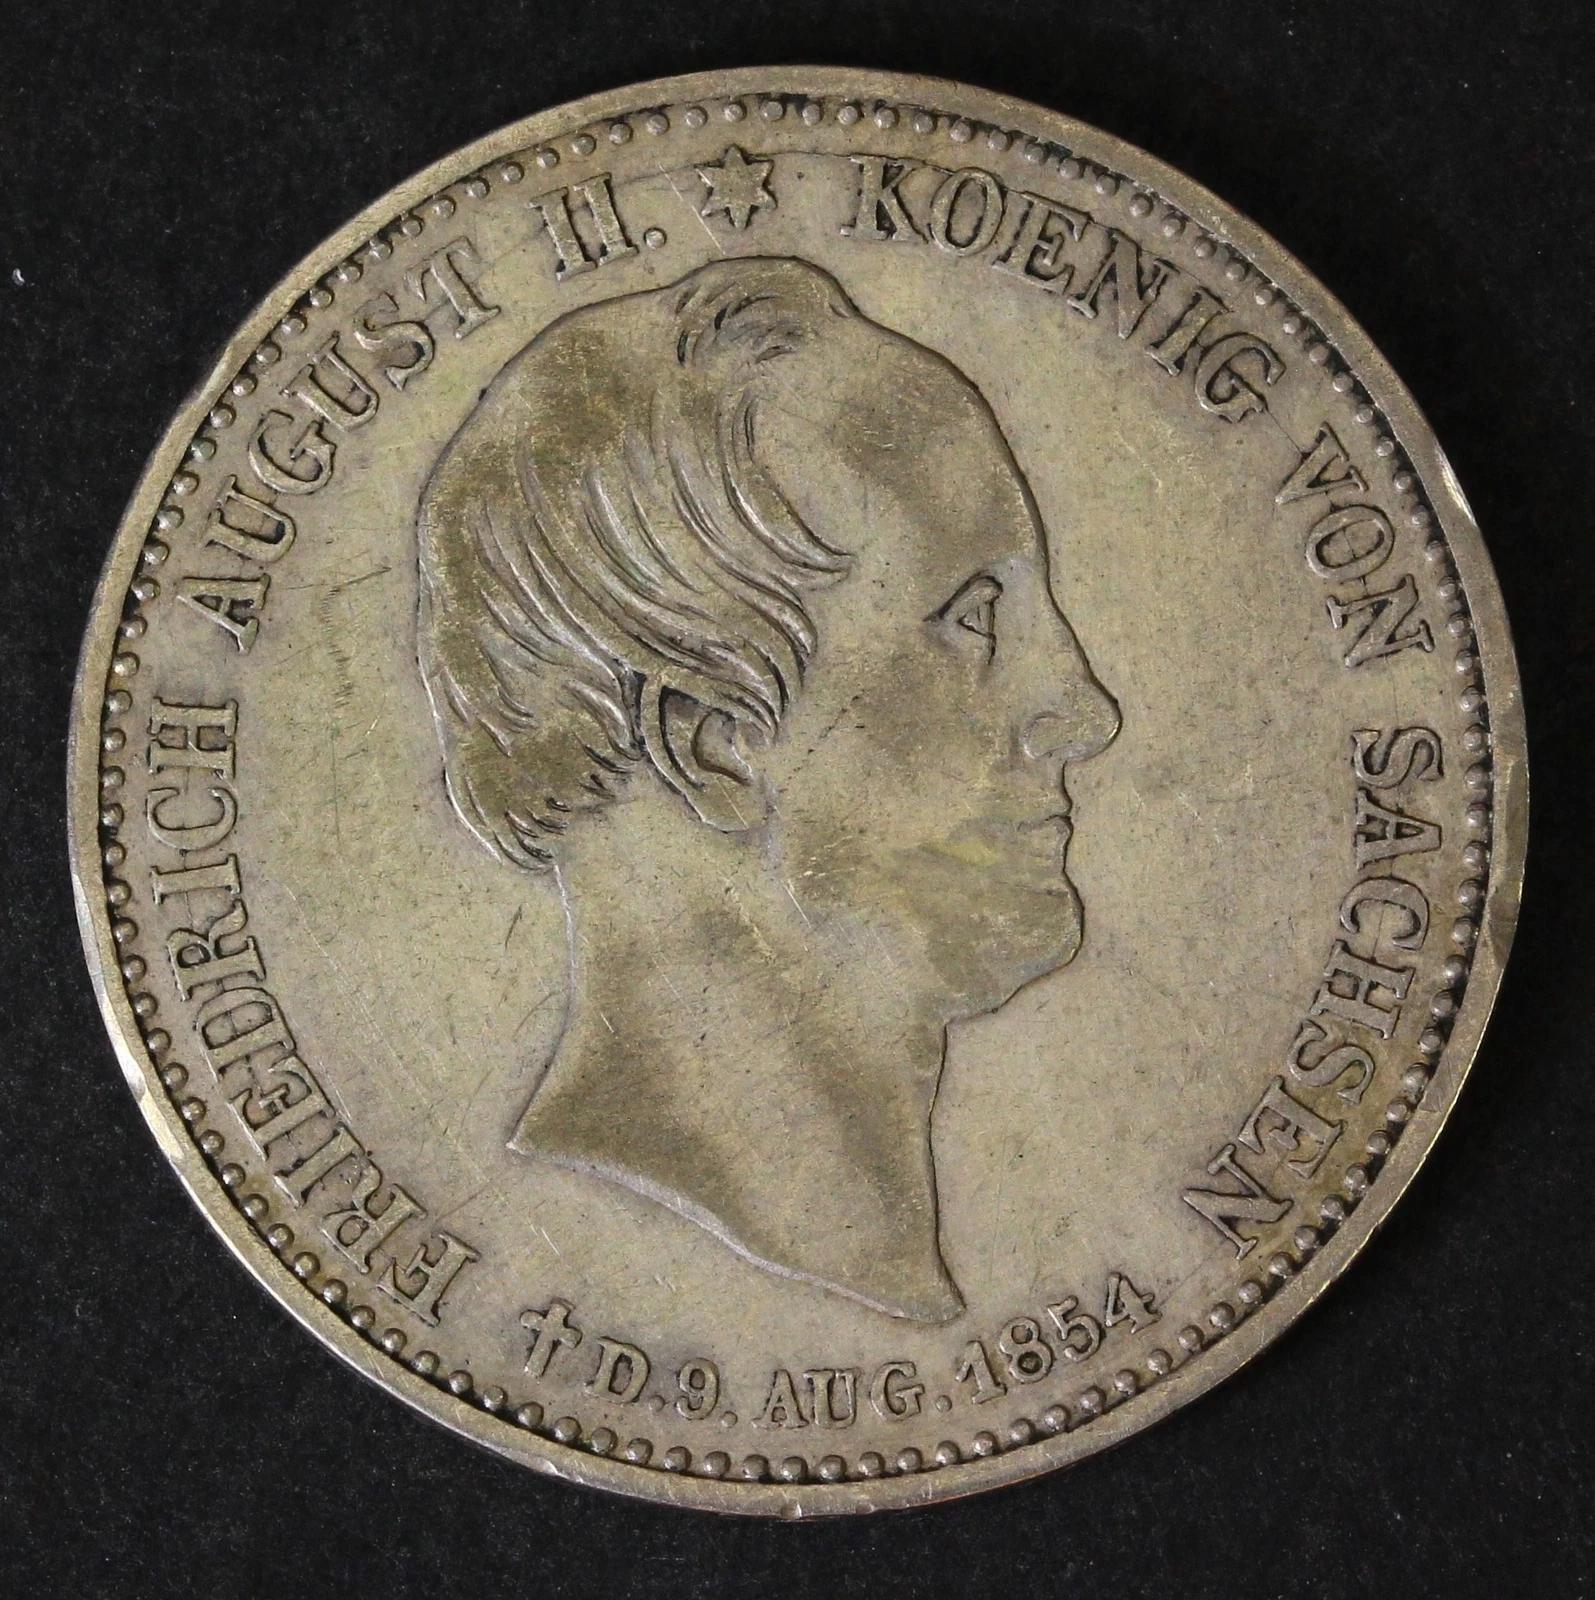 FRIEDRICH AUGUST II. ✶ KOENIG VON SACHSEN
† D. 9. AUG. 1854